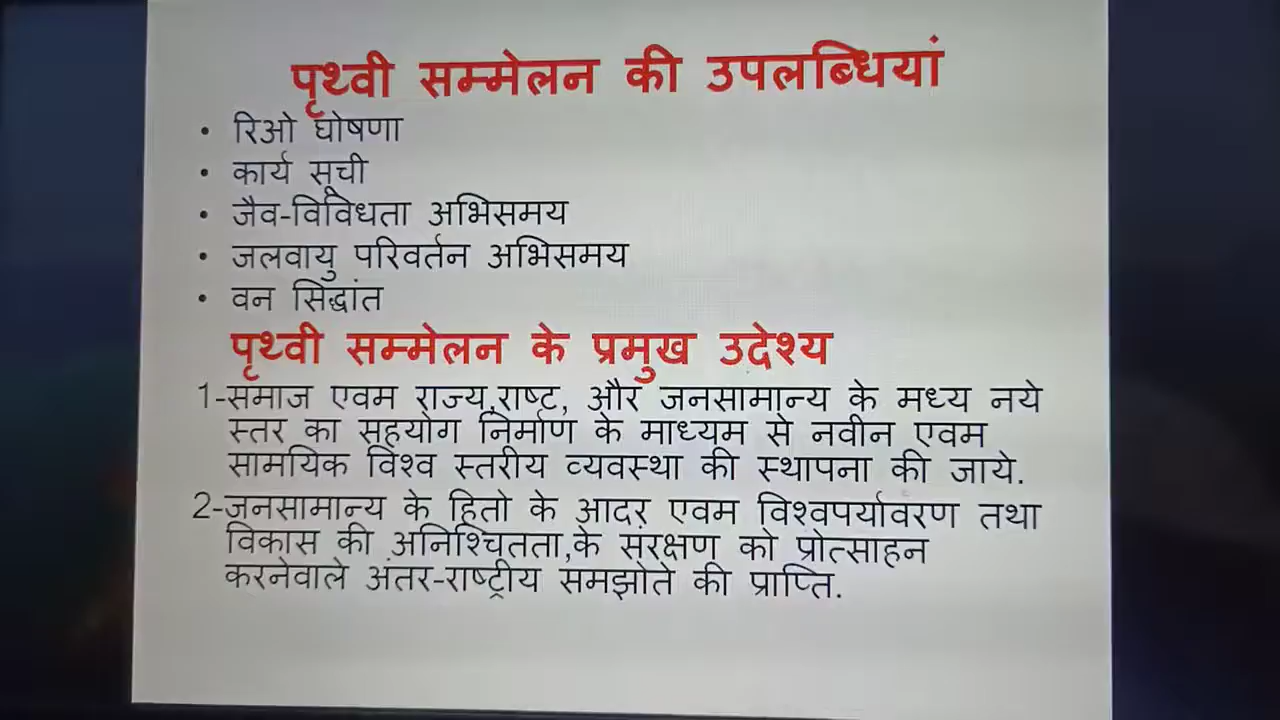 पृथ्वी सम्मेलन की उपलब्धियां
• रिओ घोषणा
• कार्य सूची
• जैव-विविधता अभिसमय
• जलवायु परिवर्तन अभिसमय
• वन सिद्धांत
पृथ्वी सम्मेलन के प्रमुख उदेश्य
1-समाज एवम राज्य,राष्ट, और जनसामान्य के मध्य नये
स्तर का सहयोग निर्माण के माध्यम से नवीन एवम
सामयिक विश्व स्तरीय व्यवस्था की स्थापना की जाये.
2-जनसामान्य के हितो के आदर एवम विश्वपर्यावरण तथा
विकास की अनिश्चितता,के संरक्षण को प्रोत्साहन
करनेवाले अंतर-राष्ट्रीय समझोते की प्राप्ति.